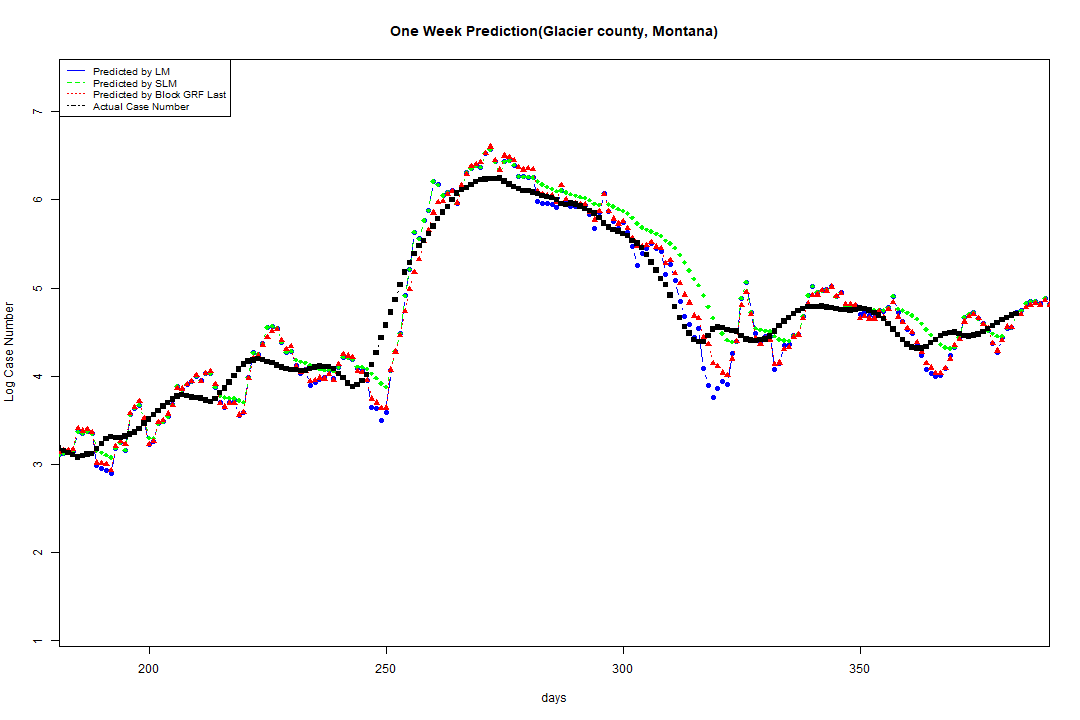 One Week Prediction(Glacier county, Montana)
Predicted by LM
Predicted by SLM
Predicted by Block GRF Last
Actual Case Number
Log Case Number
7
6
5
4
3
2
1
200 250 300 350
days